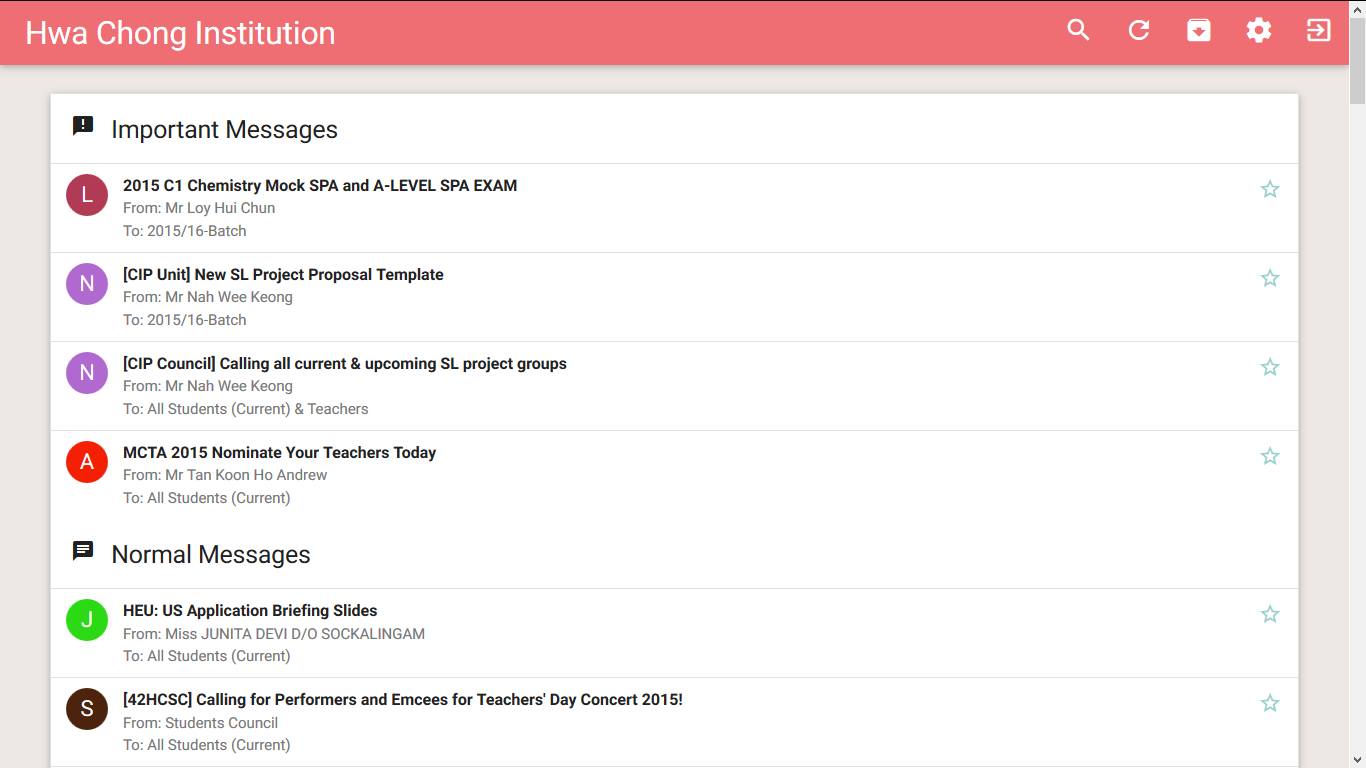 Hwa Chong Institution
Important Messages
L
2015 C1 Chemistry Mock SPA and A-LEVEL SPA EXAM
From: Mr Loy Hui Chun
To: 2015/16-Batch
N
[CIP Unit] New SL Project Proposal Template
From: Mr Nah Wee Keong
To: 2015/16-Batch
N
[CIP Council] Calling all current & upcoming SL project groups
From: Mr Nah Wee Keong
To: All Students (Current) & Teachers
A
MCTA 2015 Nominate Your Teachers Today
From: Mr Tan Koon Ho Andrew
To: All Students (Current)
Normal Messages
J
HEU: US Application Briefing Slides
From: Miss JUNITA DEVI D/O SOCKALINGAM
To: All Students (Current)
S
[42HCSC] Calling for Performers and Emcees for Teachers' Day Concert 2015!
From: Students Council
To: All Students (Current)